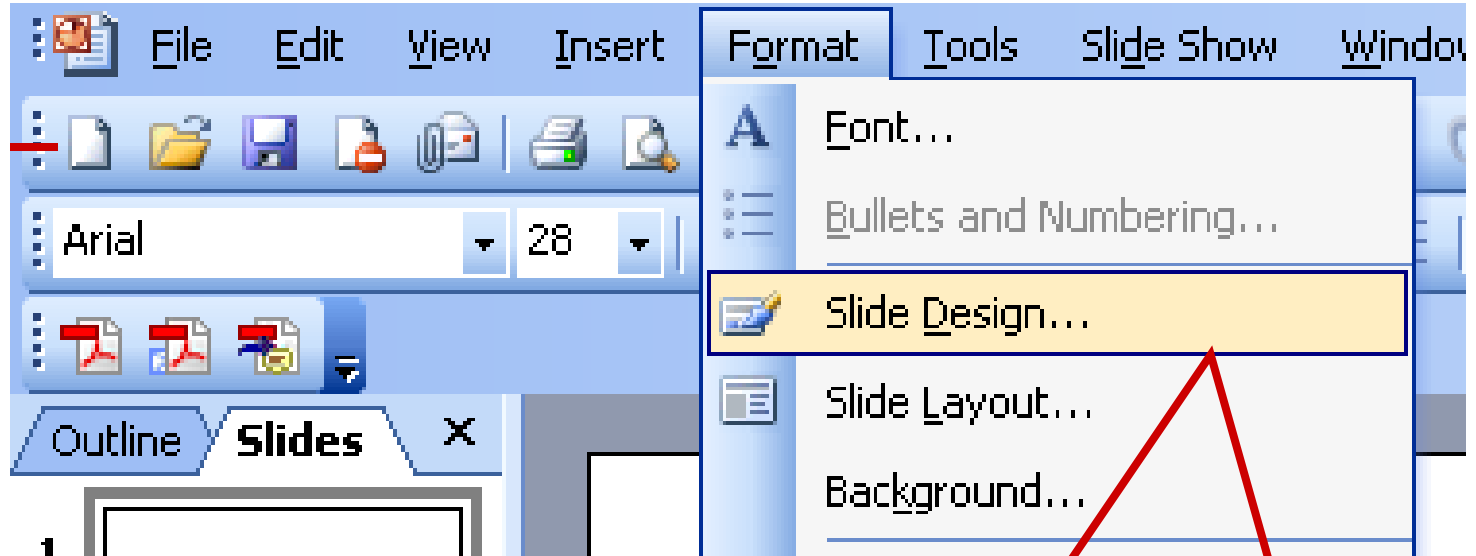 File Edit View Insert Format Tools Slide Show Window
Font...
Arial 28 Bullets and Numbering...
Slide Design...
Slide Layout...
Outline Slides
Background...
1